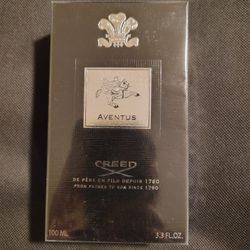 AVENTUS
CREED
DE PÈRE EN FILS DEPUIS 1760
FROM FATHER TO SON SINCE 1760
100 ML 3.3 FL.OZ.